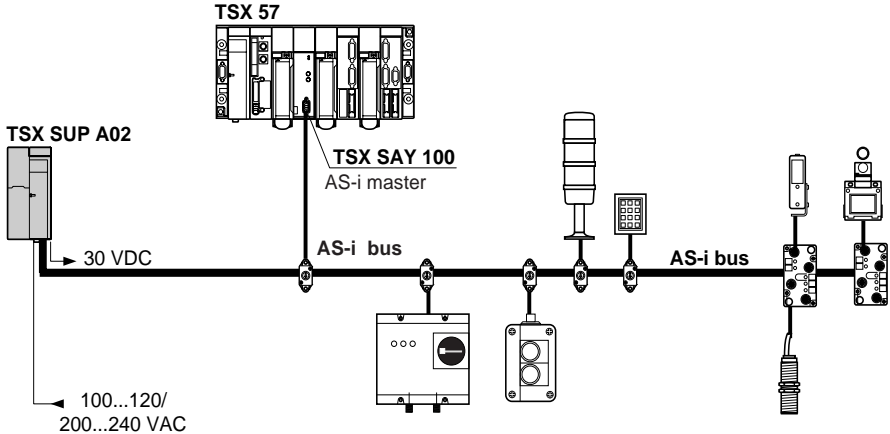 TSX 57
TSX SUP A02
TSX SAY 100
AS-i master
AS-i bus
30 VDC
AS-i bus
100...120/
200...240 VAC